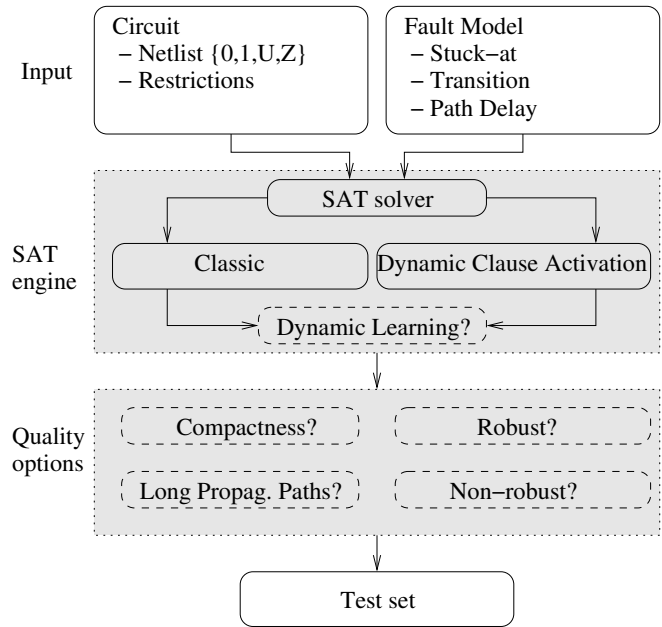 Circuit
− Netlist {0,1,U,Z}
− Restrictions
Fault Model
− Stuck−at
− Transition
− Path Delay
Input
SAT solver
SAT
engine
Classic
Dynamic Clause Activation
Dynamic Learning?
Quality
options
Compactness?
Robust?
Long Propag. Paths?
Non−robust?
Test set